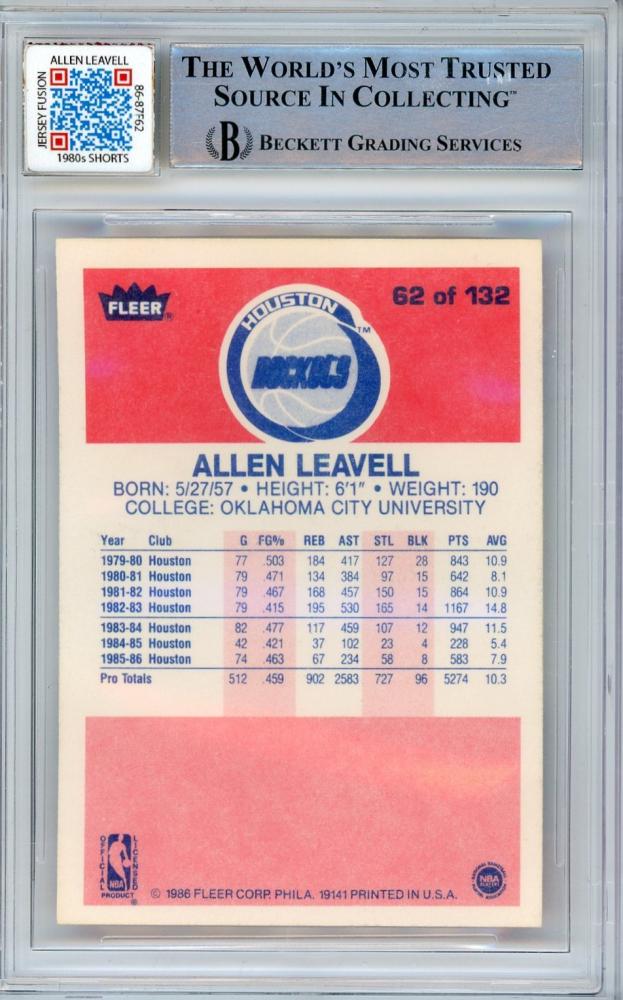 ALLEN LEAVELL
JERSEY FUSION
86-87F62
1980s SHORTS
THE WORLD'S MOST TRUSTED
SOURCE IN COLLECTING™
B BECKETT GRADING SERVICES
FLEER®
HOUSTON
ROCKETS
TM
62 of 132
ALLEN LEAVELL
BORN: 5/27/57 • HEIGHT: 6'1" • WEIGHT: 190
COLLEGE: OKLAHOMA CITY UNIVERSITY
Year Club G FG% REB AST STL BLK PTS AVG
1979-80 Houston 77 .503 184 417 127 28 843 10.9
1980-81 Houston 79 .471 134 384 97 15 642 8.1
1981-82 Houston 79 .467 168 457 150 15 864 10.9
1982-83 Houston 79 .415 195 530 165 14 1167 14.8
1983-84 Houston 82 .477 117 459 107 12 947 11.5
1984-85 Houston 42 .421 37 102 23 4 228 5.4
1985-86 Houston 74 .463 67 234 58 8 583 7.9
Pro Totals 512 .459 902 2583 727 96 5274 10.3
OFFICIAL
LICENSED
NBA
PRODUCT ®
© 1986 FLEER CORP. PHILA. 19141 PRINTED IN U.S.A.
NATIONAL BASKETBALL
NBA
PLAYERS
ASSOCIATION